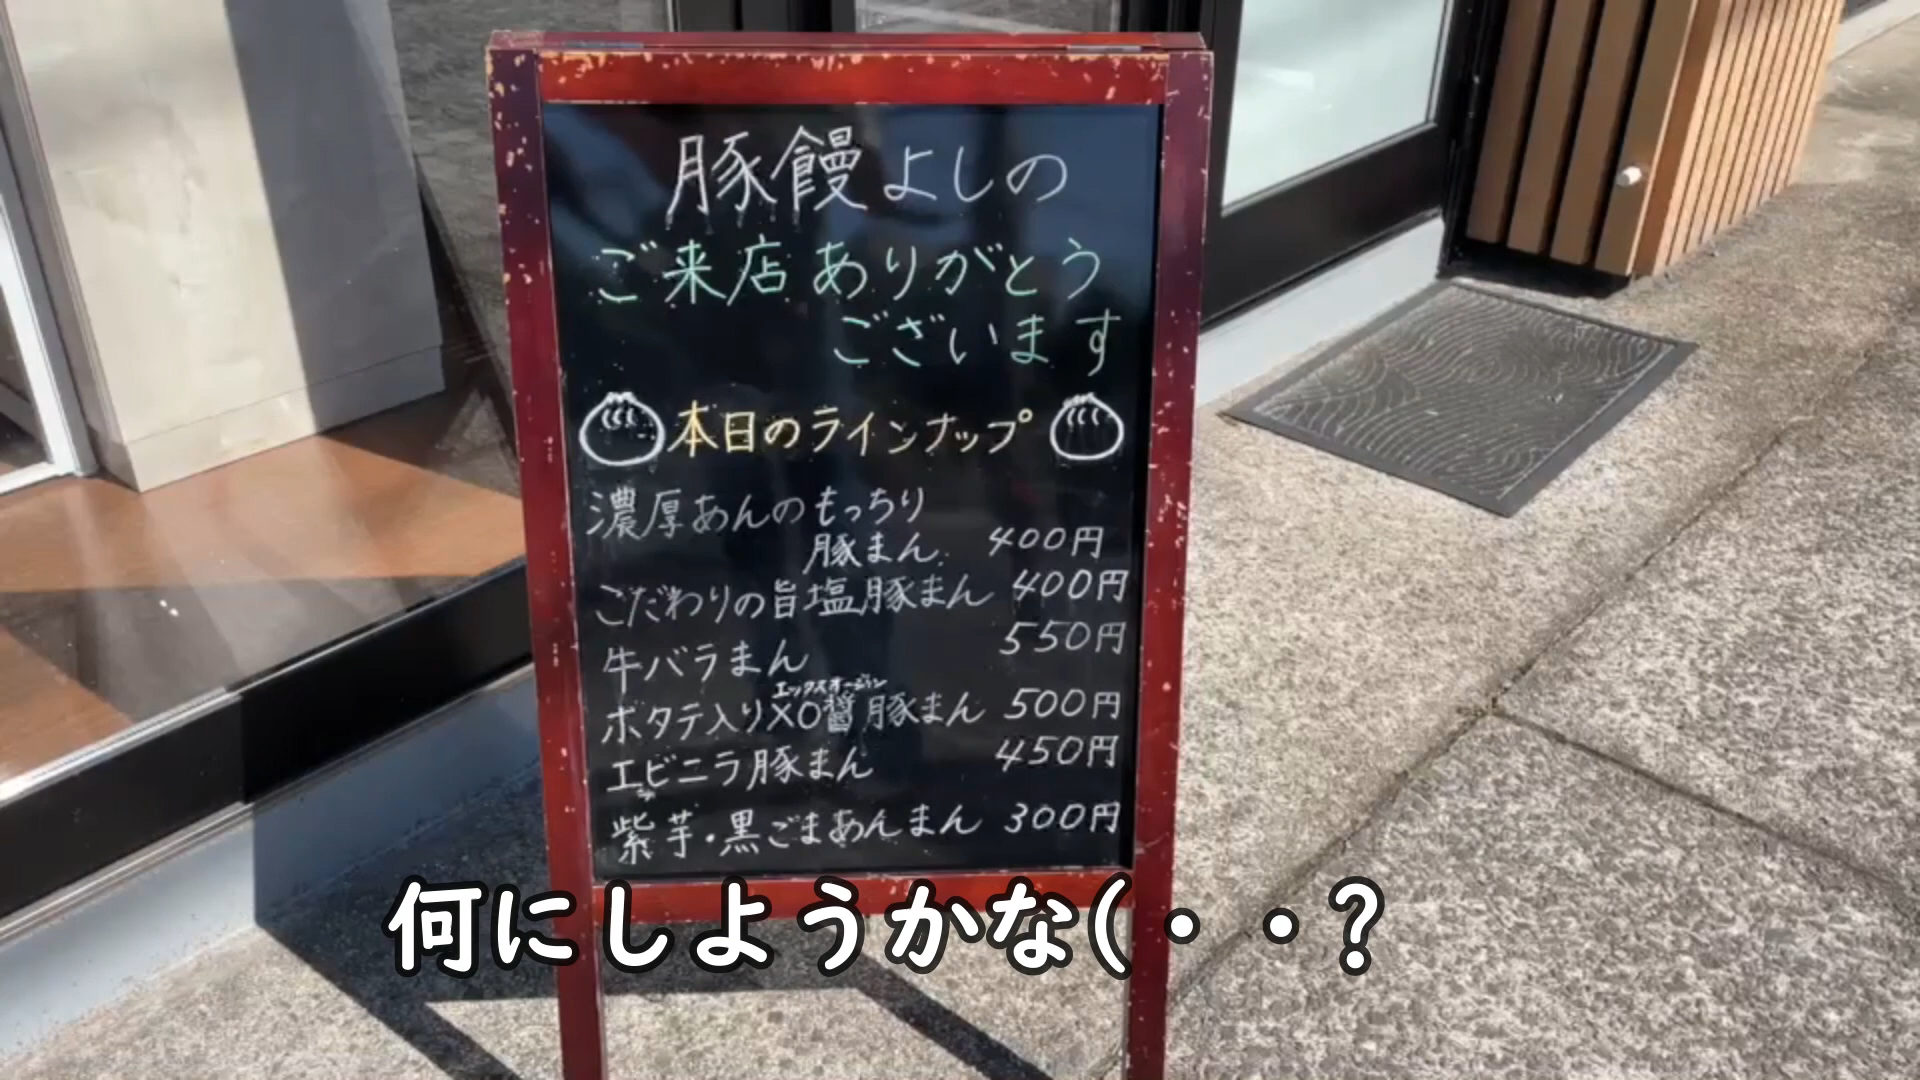 豚饅よしの
ご来店ありがとう
ございます
本日のラインナップ
濃厚あんのもっちり
豚まん 400円
こだわりの旨塩豚まん 400円
牛バラまん 550円
エックスオージャン
ホタテ入りXO醤豚まん 500円
エビニラ豚まん 450円
紫芋・黒ごまあんまん 300円
何にしようかな(・・?